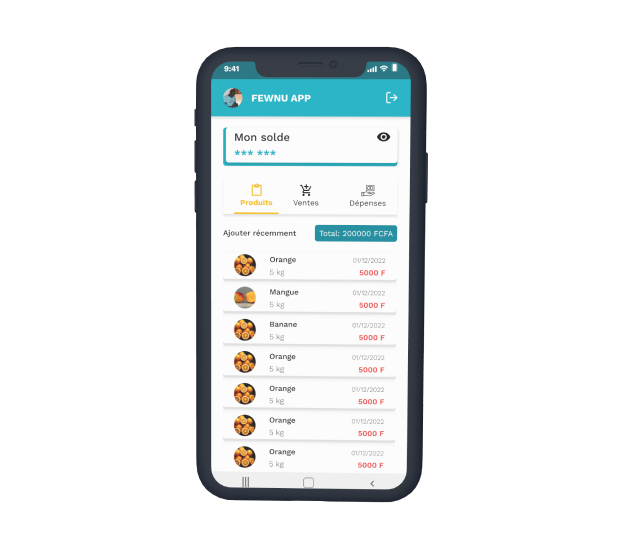 9:41
FEWNU APP
Mon solde
*** ***
Produits
Ventes
Dépenses
Ajouter récemment
Total: 200000 FCFA
Orange
01/12/2022
5 kg
5000 F
Mangue
01/12/2022
5 kg
5000 F
Banane
01/12/2022
5 kg
5000 F
Orange
01/12/2022
5 kg
5000 F
Orange
01/12/2022
5 kg
5000 F
Orange
01/12/2022
5 kg
5000 F
Orange
01/12/2022
5 kg
5000 F